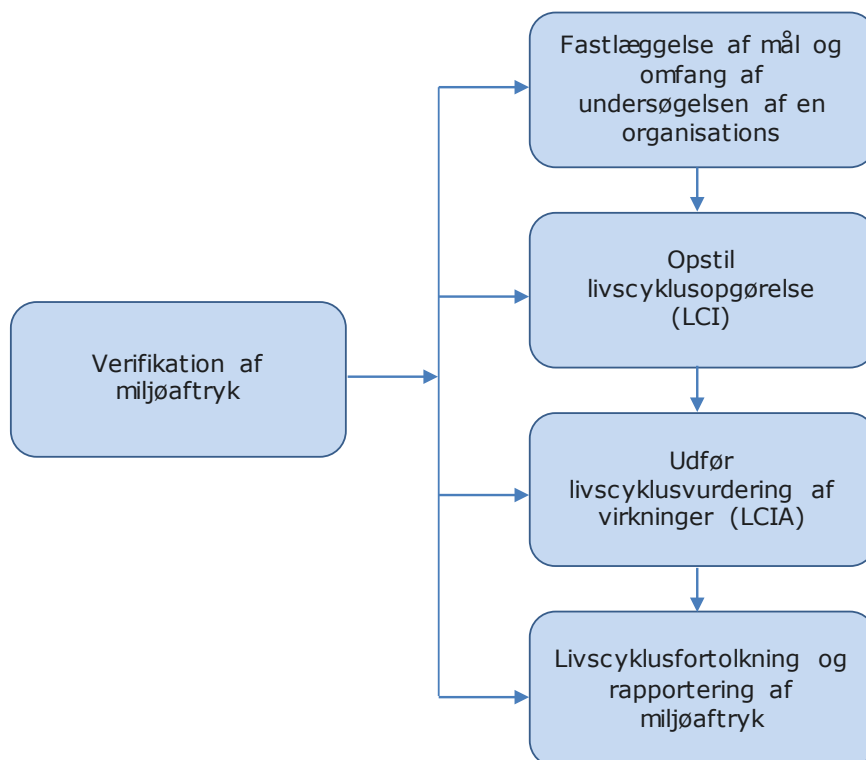 Fastlæggelse af mål og
omfang af
undersøgelsen af en
organisations
Opstil
livscyklusopgørelse
(LCI)
Verifikation af
miljøaftryk
Udfør
livscyklusvurdering af
virkninger (LCIA)
Livscyklusfortolkning og
rapportering af
miljøaftryk